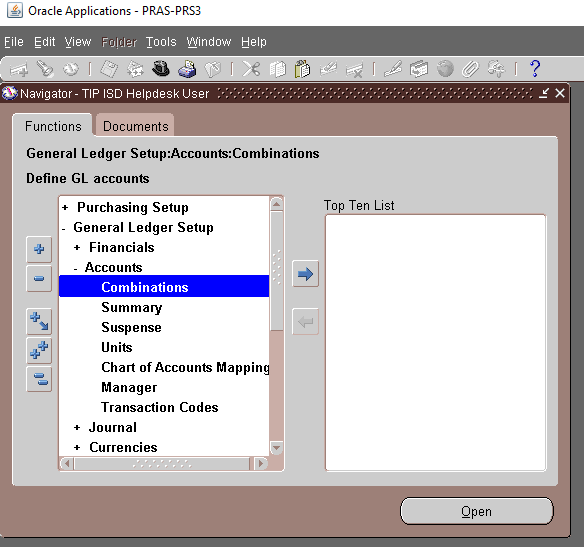 Oracle Applications - PRAS-PRS3
File Edit View Folder Tools Window Help
Navigator - TIP ISD Helpdesk User
Functions Documents
General Ledger Setup:Accounts:Combinations
Define GL accounts
Top Ten List
+ Purchasing Setup
- General Ledger Setup
+ Financials
- Accounts
Combinations
Summary
Suspense
Units
Chart of Accounts Mapping
Manager
Transaction Codes
+ Journal
+ Currencies
Open